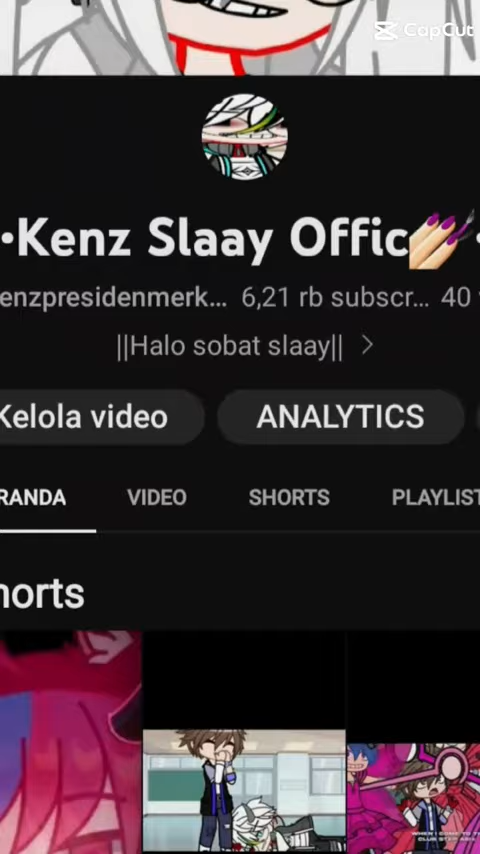 CapCut
•Kenz Slaay Offic💅•
enzpresidenmerk... 6,21 rb subscr... 40
||Halo sobat slaay|| >
Kelola video ANALYTICS
RANDA VIDEO SHORTS PLAYLIST
horts